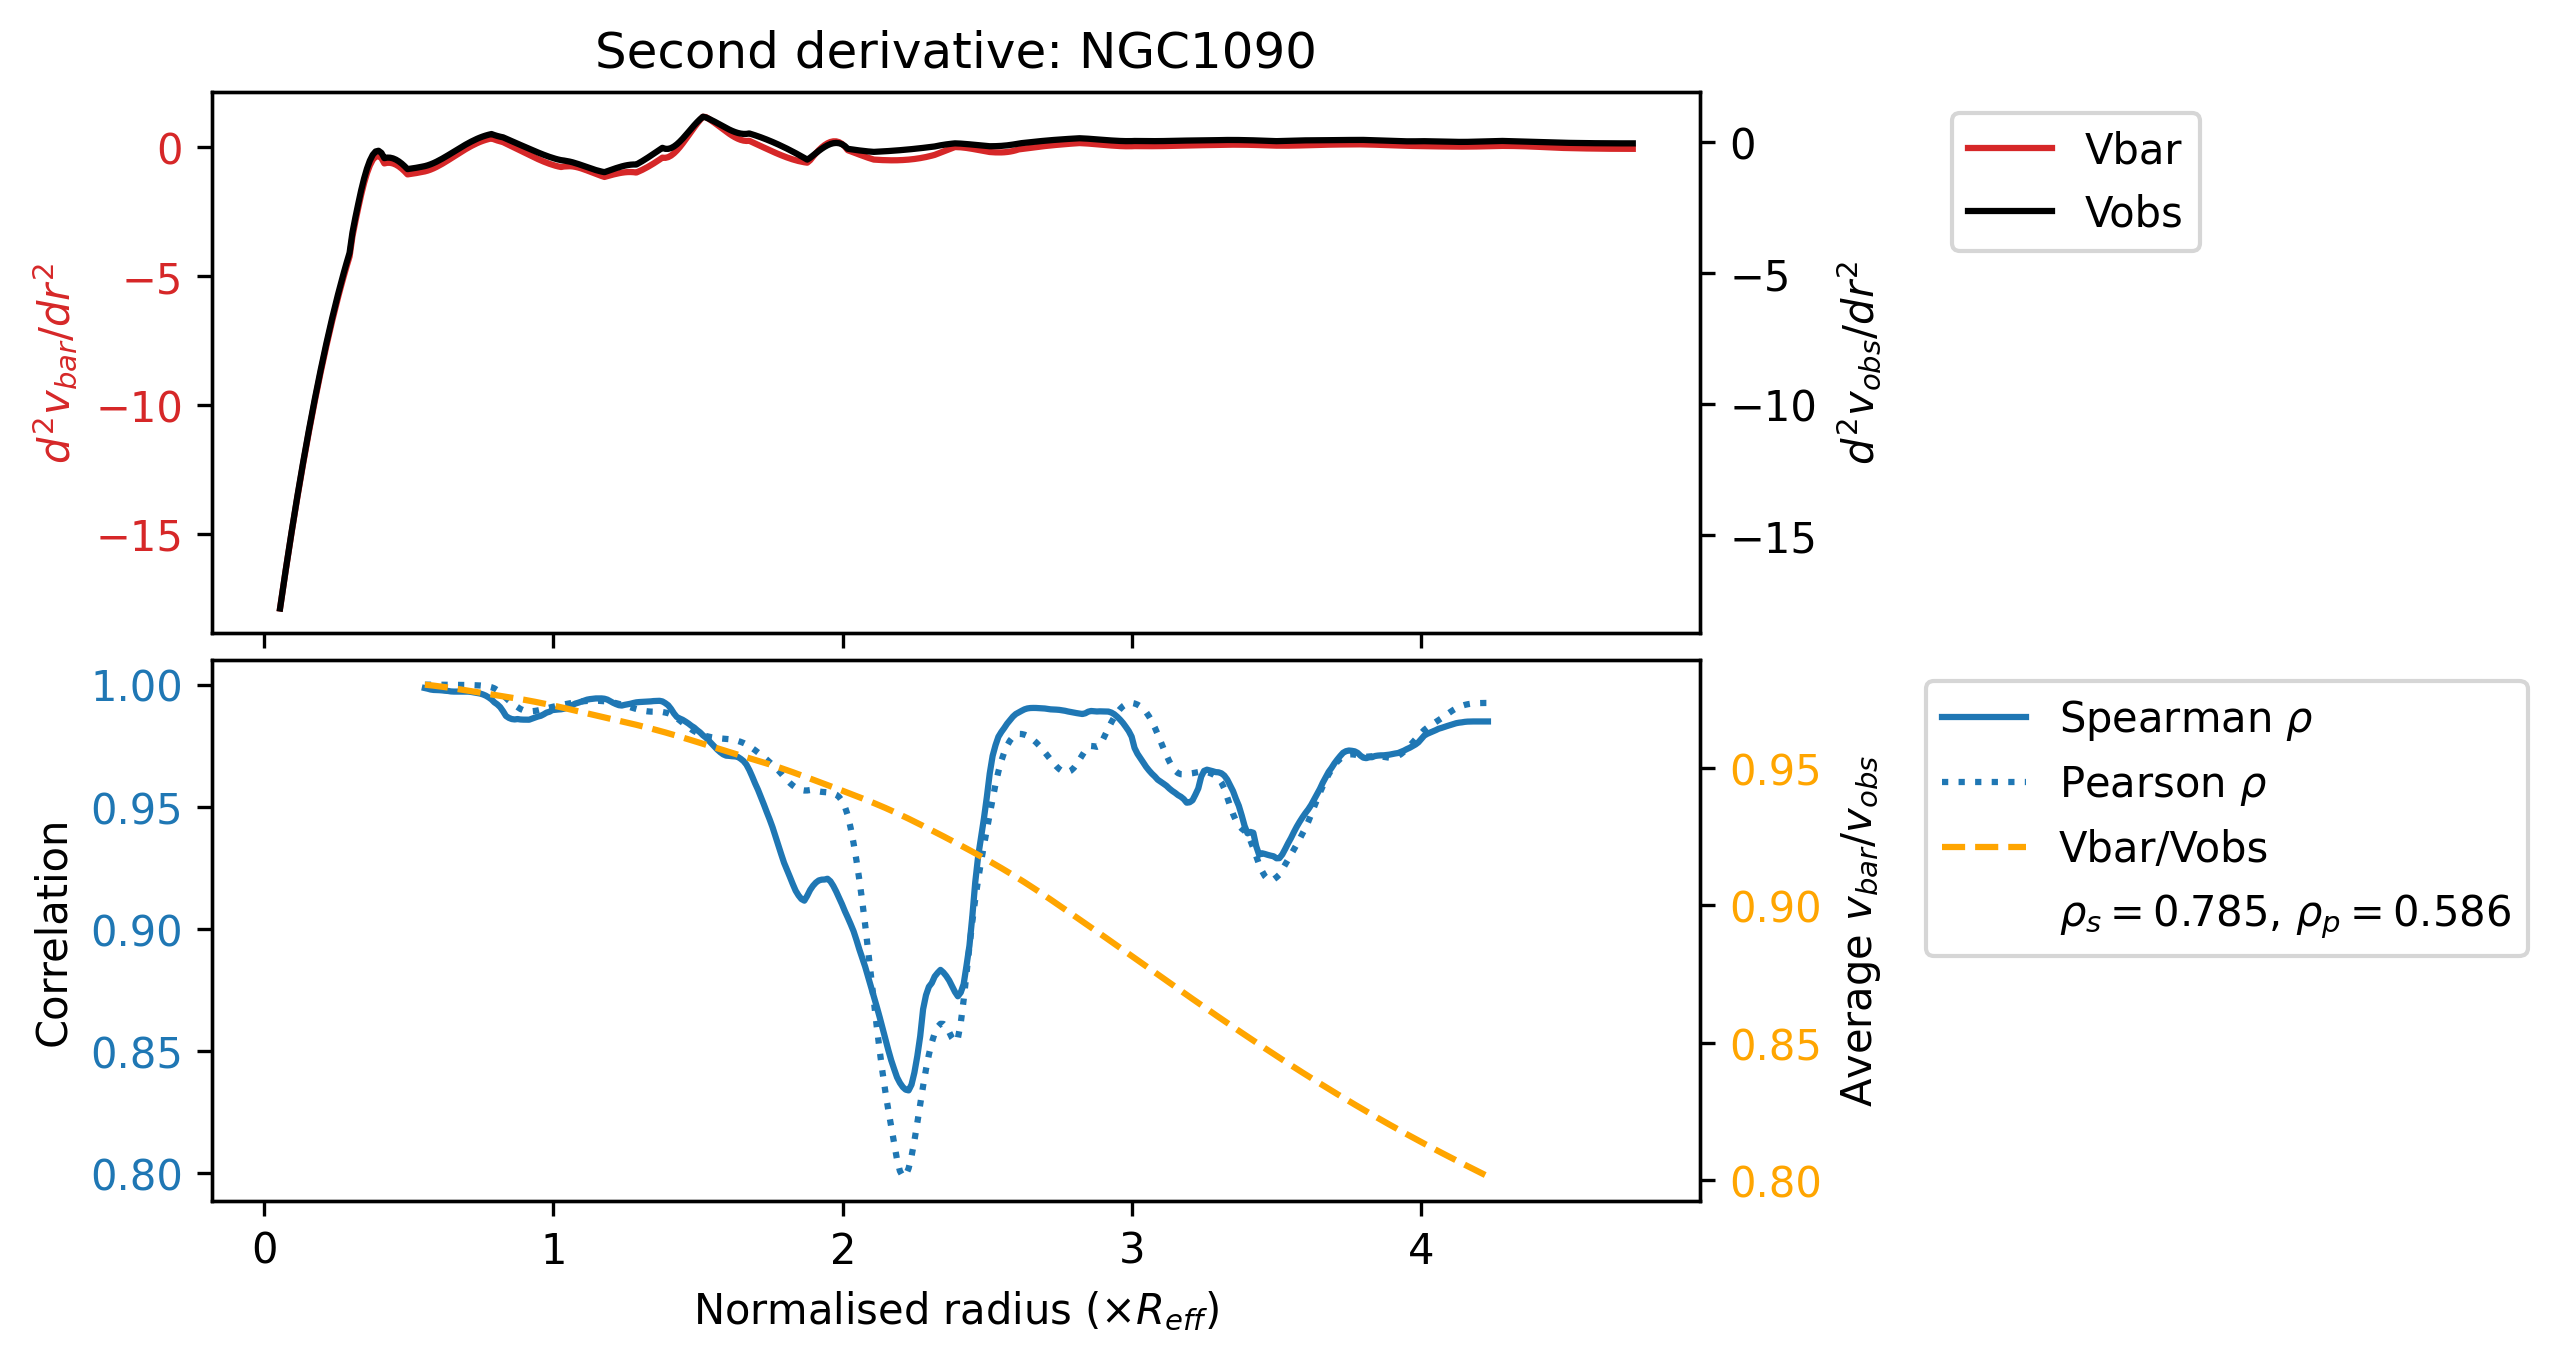 Second derivative: NGC1090
0
−5
−10
−15
d²v_bar/dr²
0
−5
−10
−15
d²v_obs/dr²
Vbar
Vobs
1.00
0.95
0.90
0.85
0.80
Correlation
0.95
0.90
0.85
0.80
Average v_bar/v_obs
Spearman ρ
Pearson ρ
Vbar/Vobs
ρ_s = 0.785, ρ_p = 0.586
0 1 2 3 4
Normalised radius (×R_eff)